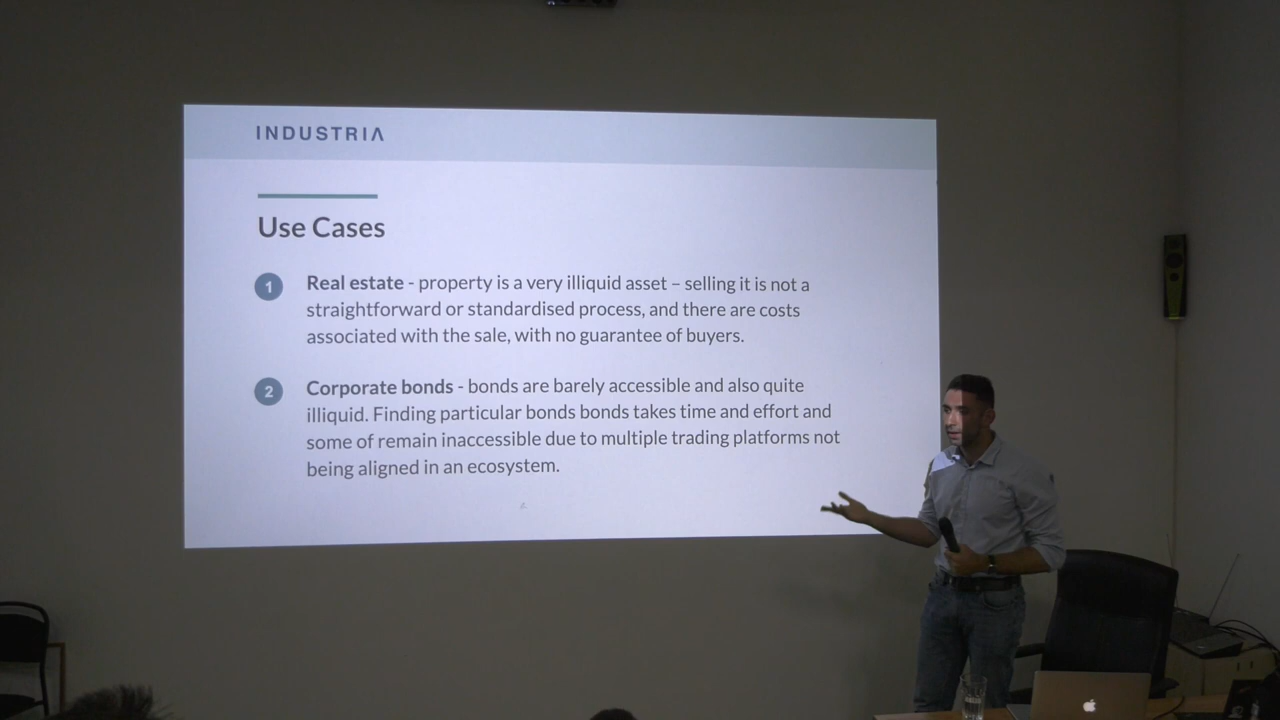 INDUSTRIA
Use Cases
1
Real estate - property is a very illiquid asset – selling it is not a
straightforward or standardised process, and there are costs
associated with the sale, with no guarantee of buyers.
2
Corporate bonds - bonds are barely accessible and also quite
illiquid. Finding particular bonds bonds takes time and effort and
some of remain inaccessible due to multiple trading platforms not
being aligned in an ecosystem.